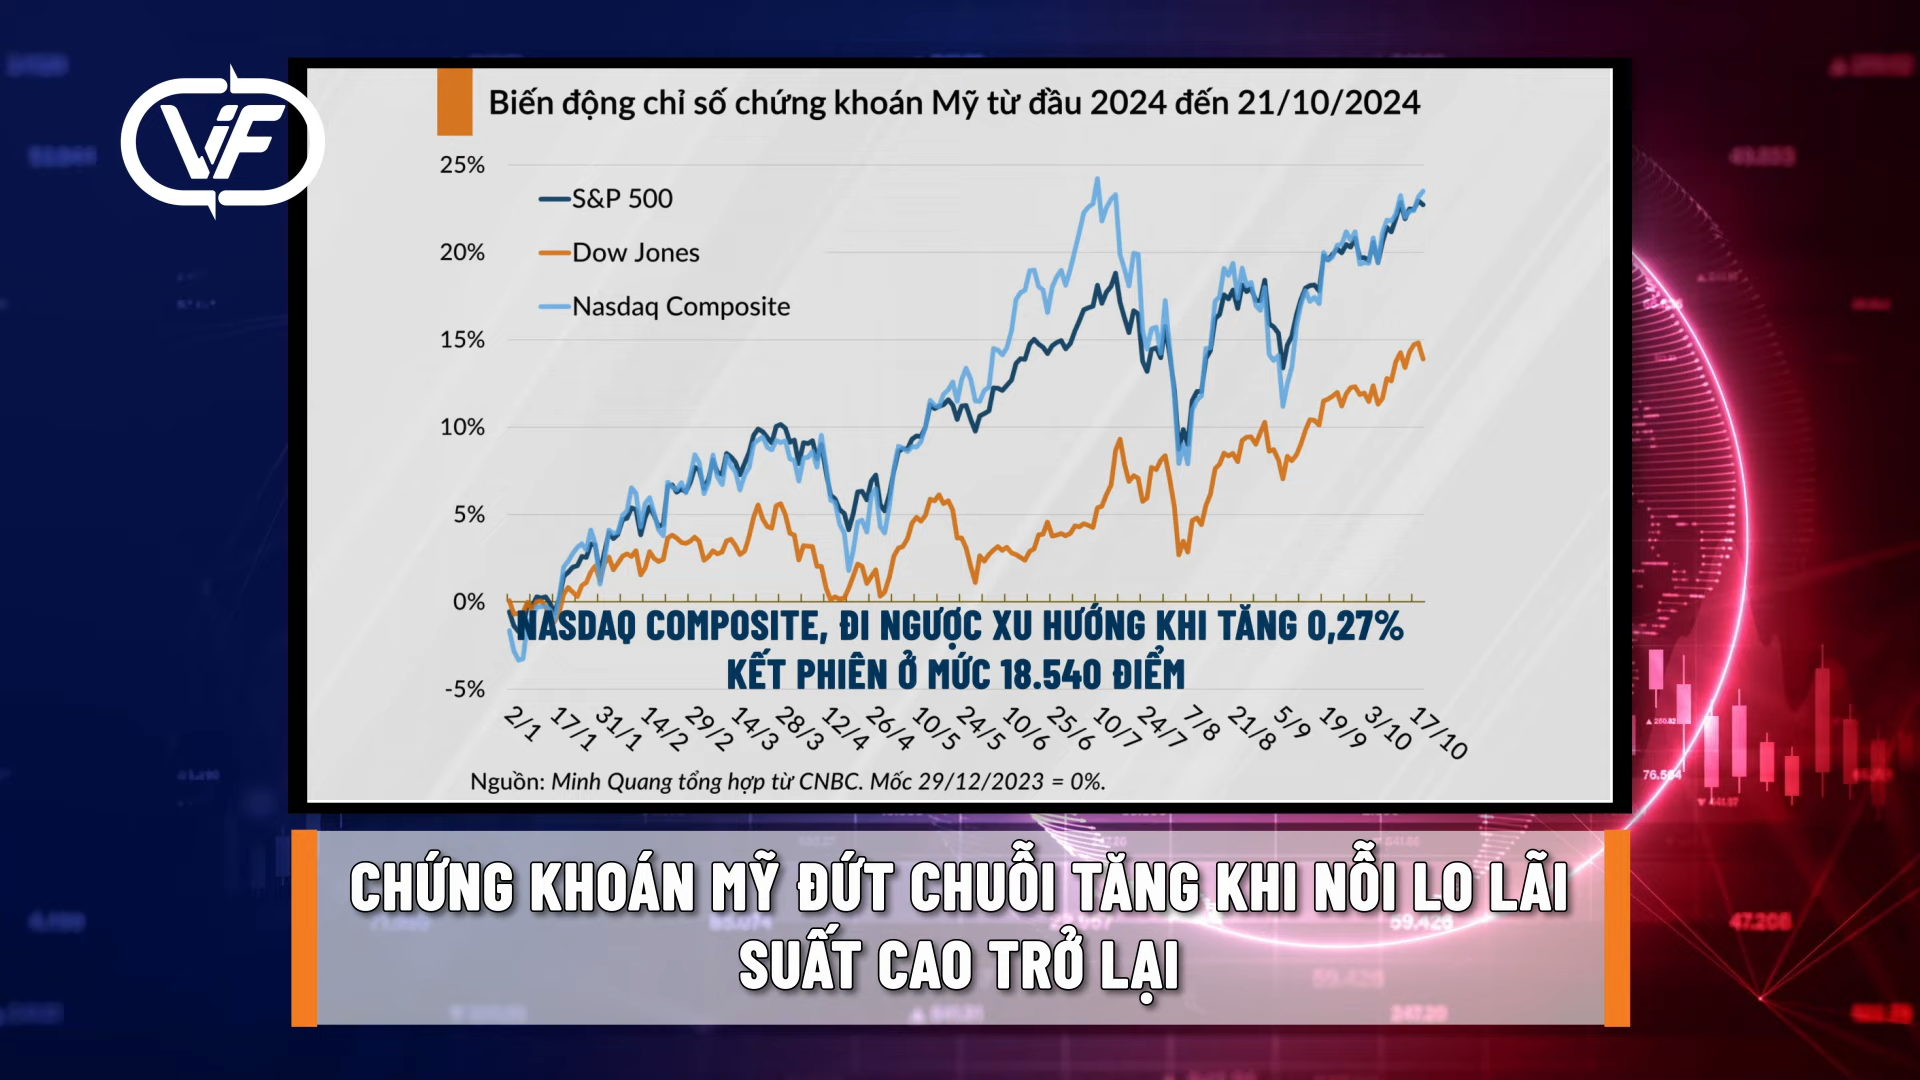 VIF
Biến động chỉ số chứng khoán Mỹ từ đầu 2024 đến 21/10/2024
25%
20%
15%
10%
5%
0%
-5%
S&P 500
Dow Jones
Nasdaq Composite
NASDAQ COMPOSITE, ĐI NGƯỢC XU HƯỚNG KHI TĂNG 0,27%
KẾT PHIÊN Ở MỨC 18.540 ĐIỂM
2/1 17/1 31/1 14/2 29/2 14/3 28/3 12/4 26/4 10/5 24/5 10/6 25/6 10/7 24/7 7/8 21/8 5/9 19/9 3/10 17/10
Nguồn: Minh Quang tổng hợp từ CNBC. Mốc 29/12/2023 = 0%.
CHỨNG KHOÁN MỸ ĐỨT CHUỖI TĂNG KHI NỖI LO LÃI
SUẤT CAO TRỞ LẠI
59.426
47.206